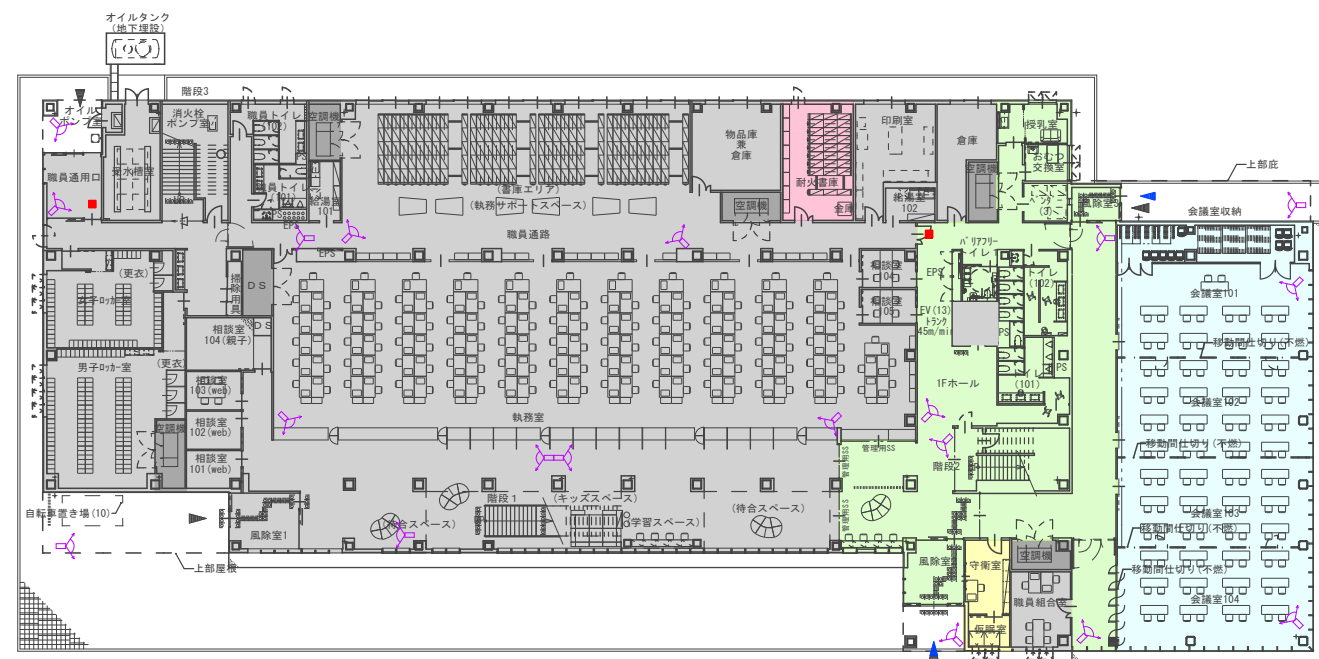 オイルタンク
(地下埋設)
階段3
オイル
ポンプ室
消火栓
ポンプ室
職員トイレ
(102)
空調機
受水槽室
職員通用口
PS
職員トイレ
(101)
PS
給湯室
101
EPS
EPS
(書庫エリア)
(執務サポートスペース)
職員通路
物品庫
兼
倉庫
空調機
耐火書庫
倉庫
印刷室
給湯室
102
倉庫
空調機
授乳室
おむつ
交換室
(3)
上部庇
会議室収納
バリアフリー
トイレ
EPS
トイレ
(102)
EV(13)
トランク
45m/min
PS
PS
トイレ
(101)
1Fホール
相談室
104
相談室
105
(更衣)
女子ロッカー室
掃除用具
DS
DS
相談室
104(親子)
(更衣)
男子ロッカー室
相談室
103(web)
相談室
102(web)
相談室
101(web)
空調機
執務室
管理用SS
管理用SS
管理用SS
階段2
会議室101
移動間仕切り(不燃)
会議室102
移動間仕切り(不燃)
会議室103
移動間仕切り(不燃)
移動間仕切り(不燃)
会議室104
自転車置き場(10)
風除室1
上部屋根
階段1
(キッズスペース)
(待合スペース)
(学習スペース)
(待合スペース)
風除室
守衛室
空調機
職員組合室
仮眠室